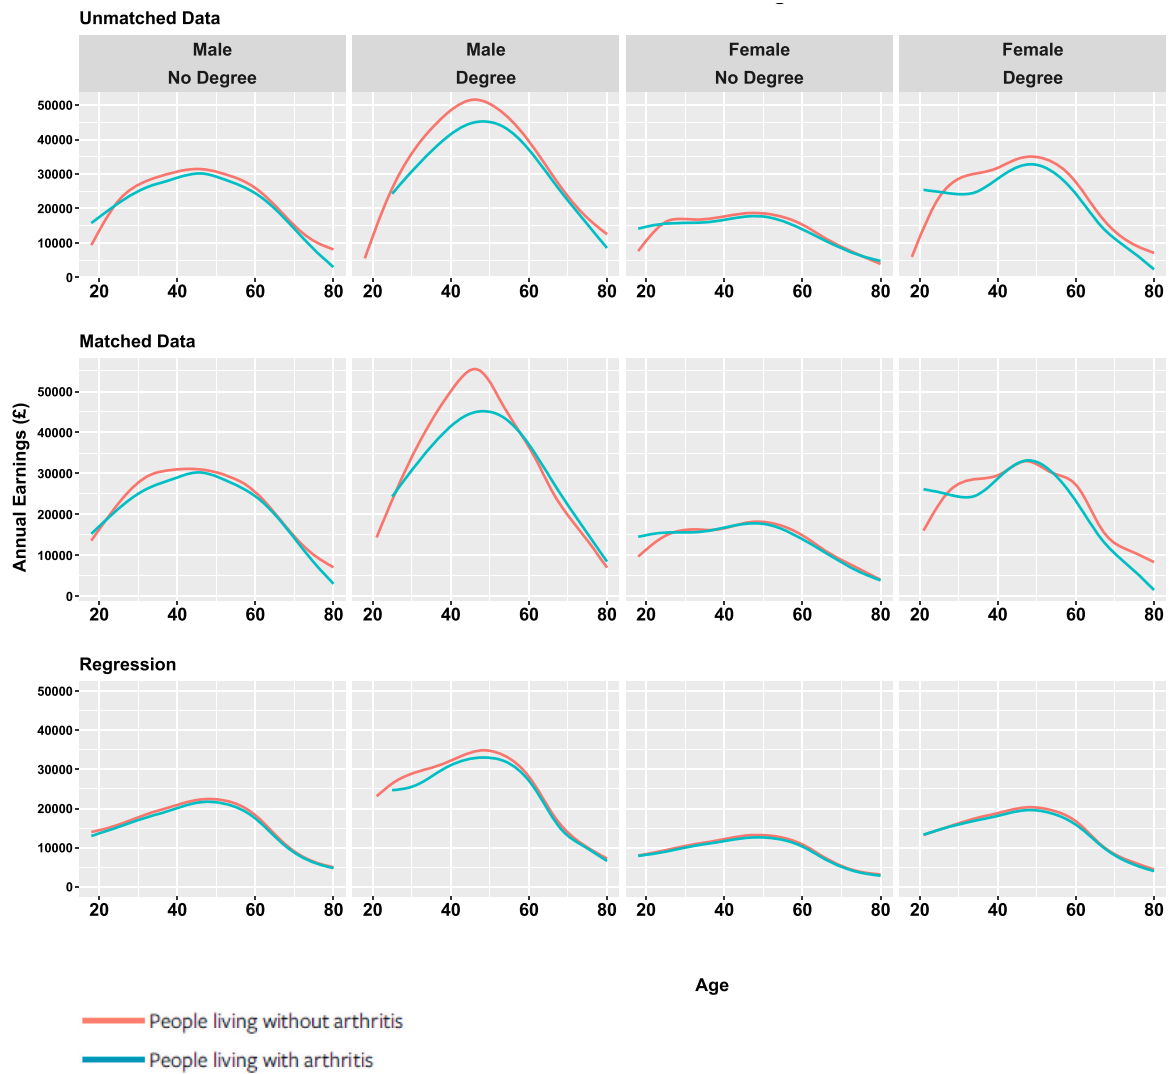 Unmatched Data
Male Male Female Female
No Degree Degree No Degree Degree
50000
40000
30000
20000
10000
0
20 40 60 80 20 40 60 80 20 40 60 80 20 40 60 80
Matched Data
Annual Earnings (£)
50000
40000
30000
20000
10000
0
20 40 60 80 20 40 60 80 20 40 60 80 20 40 60 80
Regression
50000
40000
30000
20000
10000
0
20 40 60 80 20 40 60 80 20 40 60 80 20 40 60 80
Age
People living without arthritis
People living with arthritis